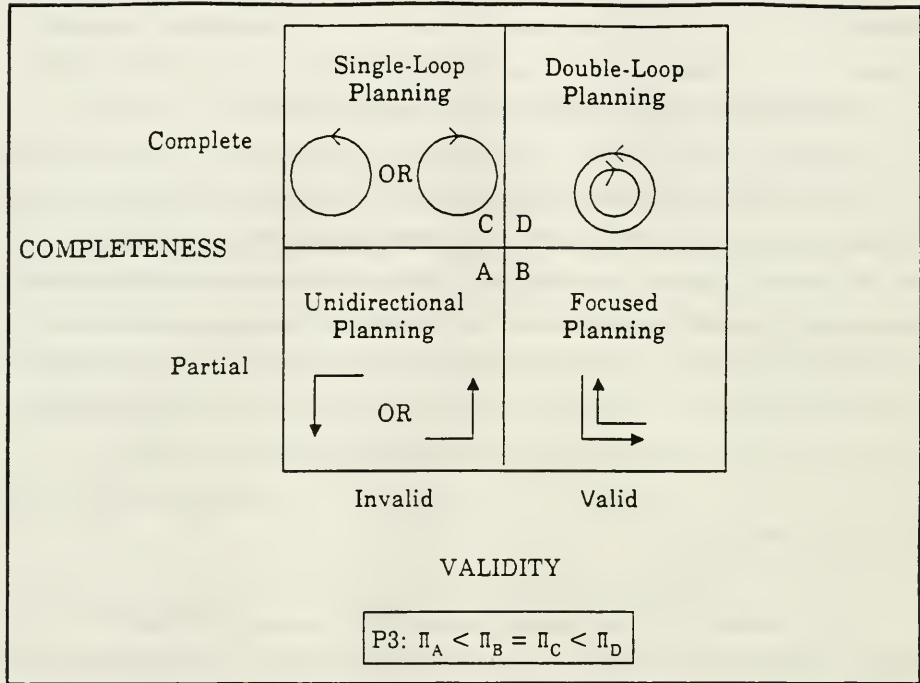 Single-Loop
Planning
Double-Loop
Planning
Complete
OR
C
D
COMPLETENESS
A
B
Unidirectional
Planning
Focused
Planning
Partial
OR
Invalid
Valid
VALIDITY
P3: Π_A < Π_B = Π_C < Π_D